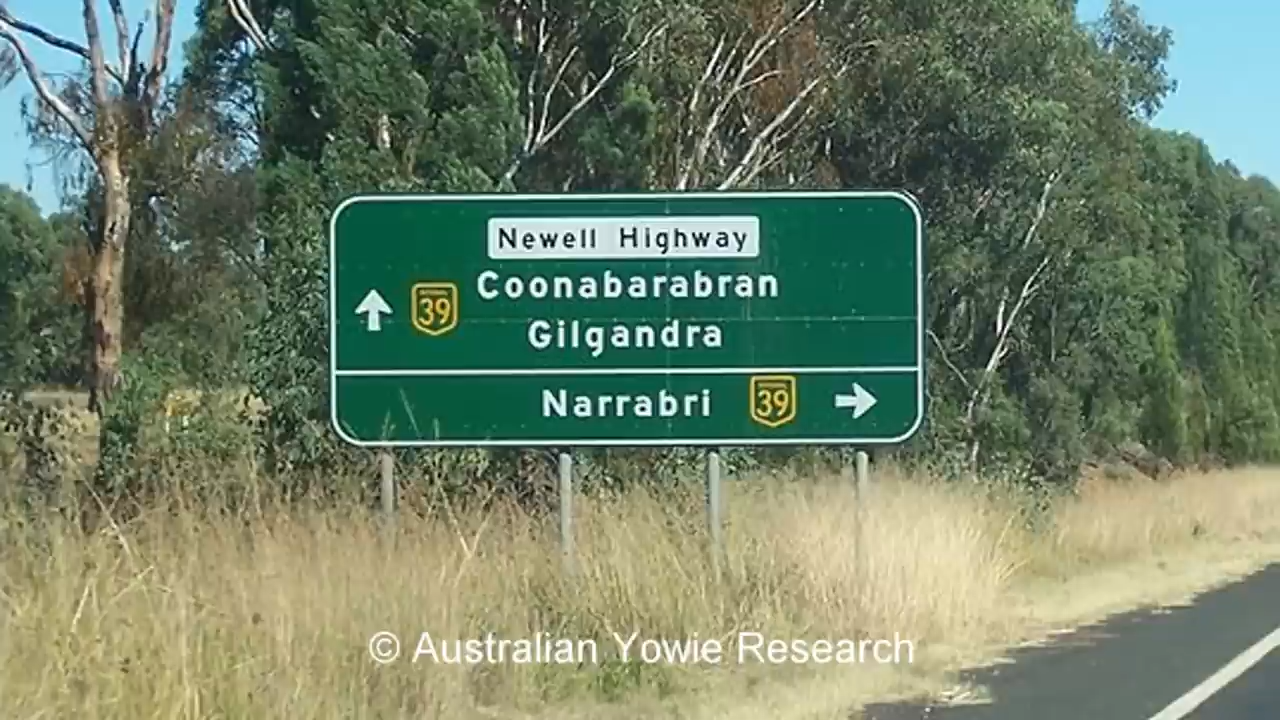 Newell Highway
Coonabarabran
39
Gilgandra
Narrabri 39
© Australian Yowie Research